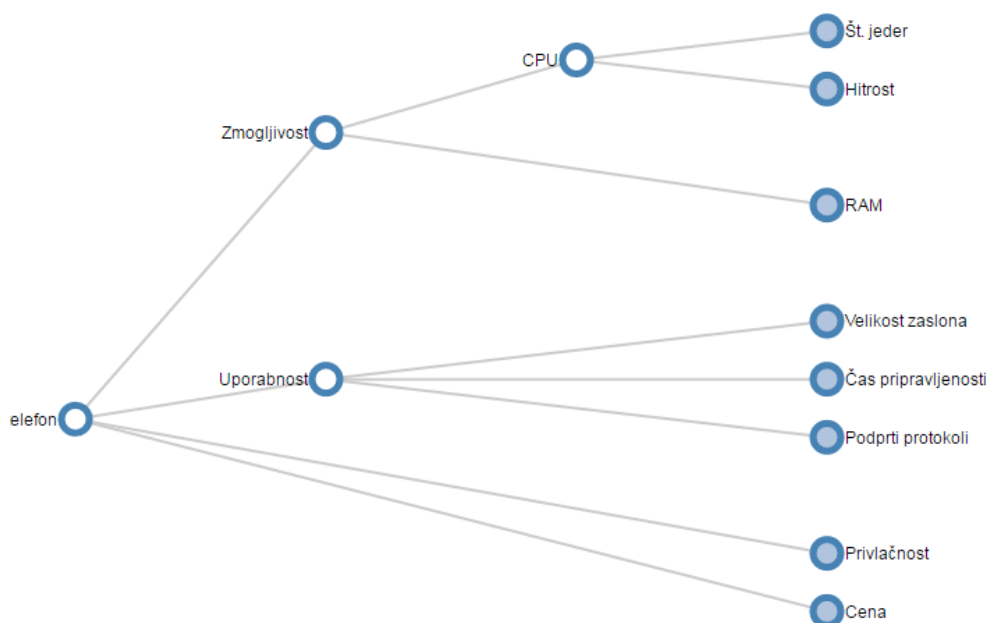 Št. jeder
CPU
Hitrost
Zmogljivost
RAM
Velikost zaslona
Uporabnost
Čas pripravljenosti
elefon
Podprti protokoli
Privlačnost
Cena